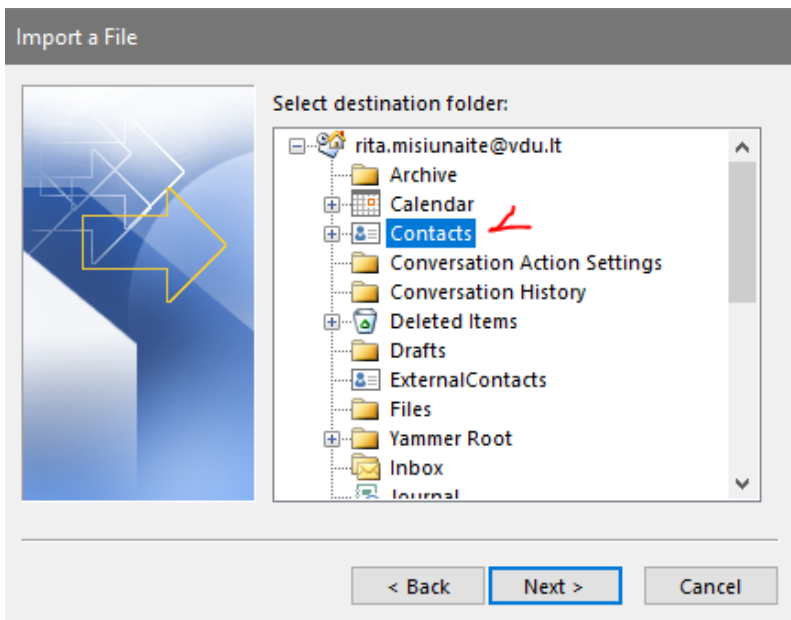 Import a File
Select destination folder:
rita.misiunaite@vdu.lt
Archive
Calendar
Contacts
Conversation Action Settings
Conversation History
Deleted Items
Drafts
ExternalContacts
Files
Yammer Root
Inbox
Journal
< Back Next > Cancel